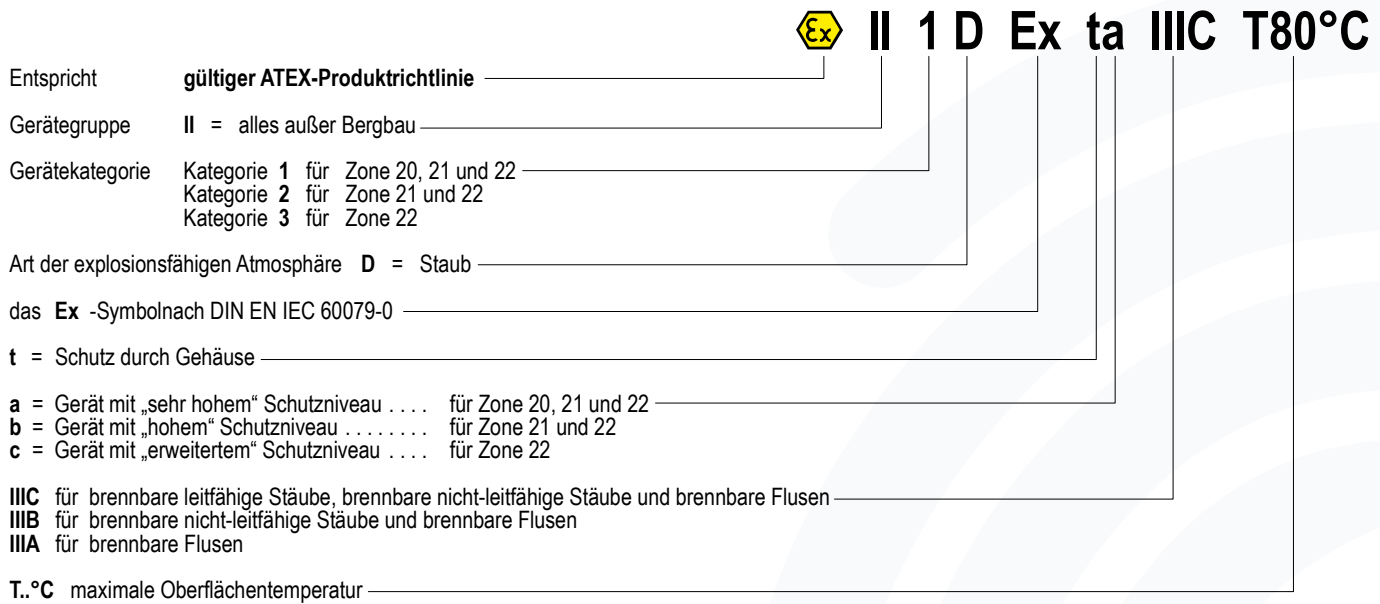 Ex II 1 D Ex ta IIIC T80°C
Entspricht gültiger ATEX-Produktrichtlinie
Gerätegruppe II = alles außer Bergbau
Gerätekategorie Kategorie 1 für Zone 20, 21 und 22
Kategorie 2 für Zone 21 und 22
Kategorie 3 für Zone 22
Art der explosionsfähigen Atmosphäre D = Staub
das Ex -Symbolnach DIN EN IEC 60079-0
t = Schutz durch Gehäuse
a = Gerät mit „sehr hohem“ Schutzniveau . . . . für Zone 20, 21 und 22
b = Gerät mit „hohem“ Schutzniveau . . . . . . . . für Zone 21 und 22
c = Gerät mit „erweitertem“ Schutzniveau . . . . für Zone 22
IIIC für brennbare leitfähige Stäube, brennbare nicht-leitfähige Stäube und brennbare Flusen
IIIB für brennbare nicht-leitfähige Stäube und brennbare Flusen
IIIA für brennbare Flusen
T..°C maximale Oberflächentemperatur